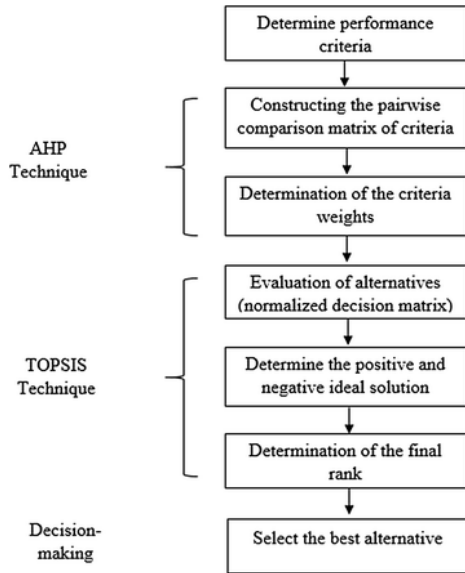 Determine performance
criteria
AHP
Technique
Constructing the pairwise
comparison matrix of criteria
Determination of the criteria
weights
TOPSIS
Technique
Evaluation of alternatives
(normalized decision matrix)
Determine the positive and
negative ideal solution
Determination of the final
rank
Decision-
making
Select the best alternative